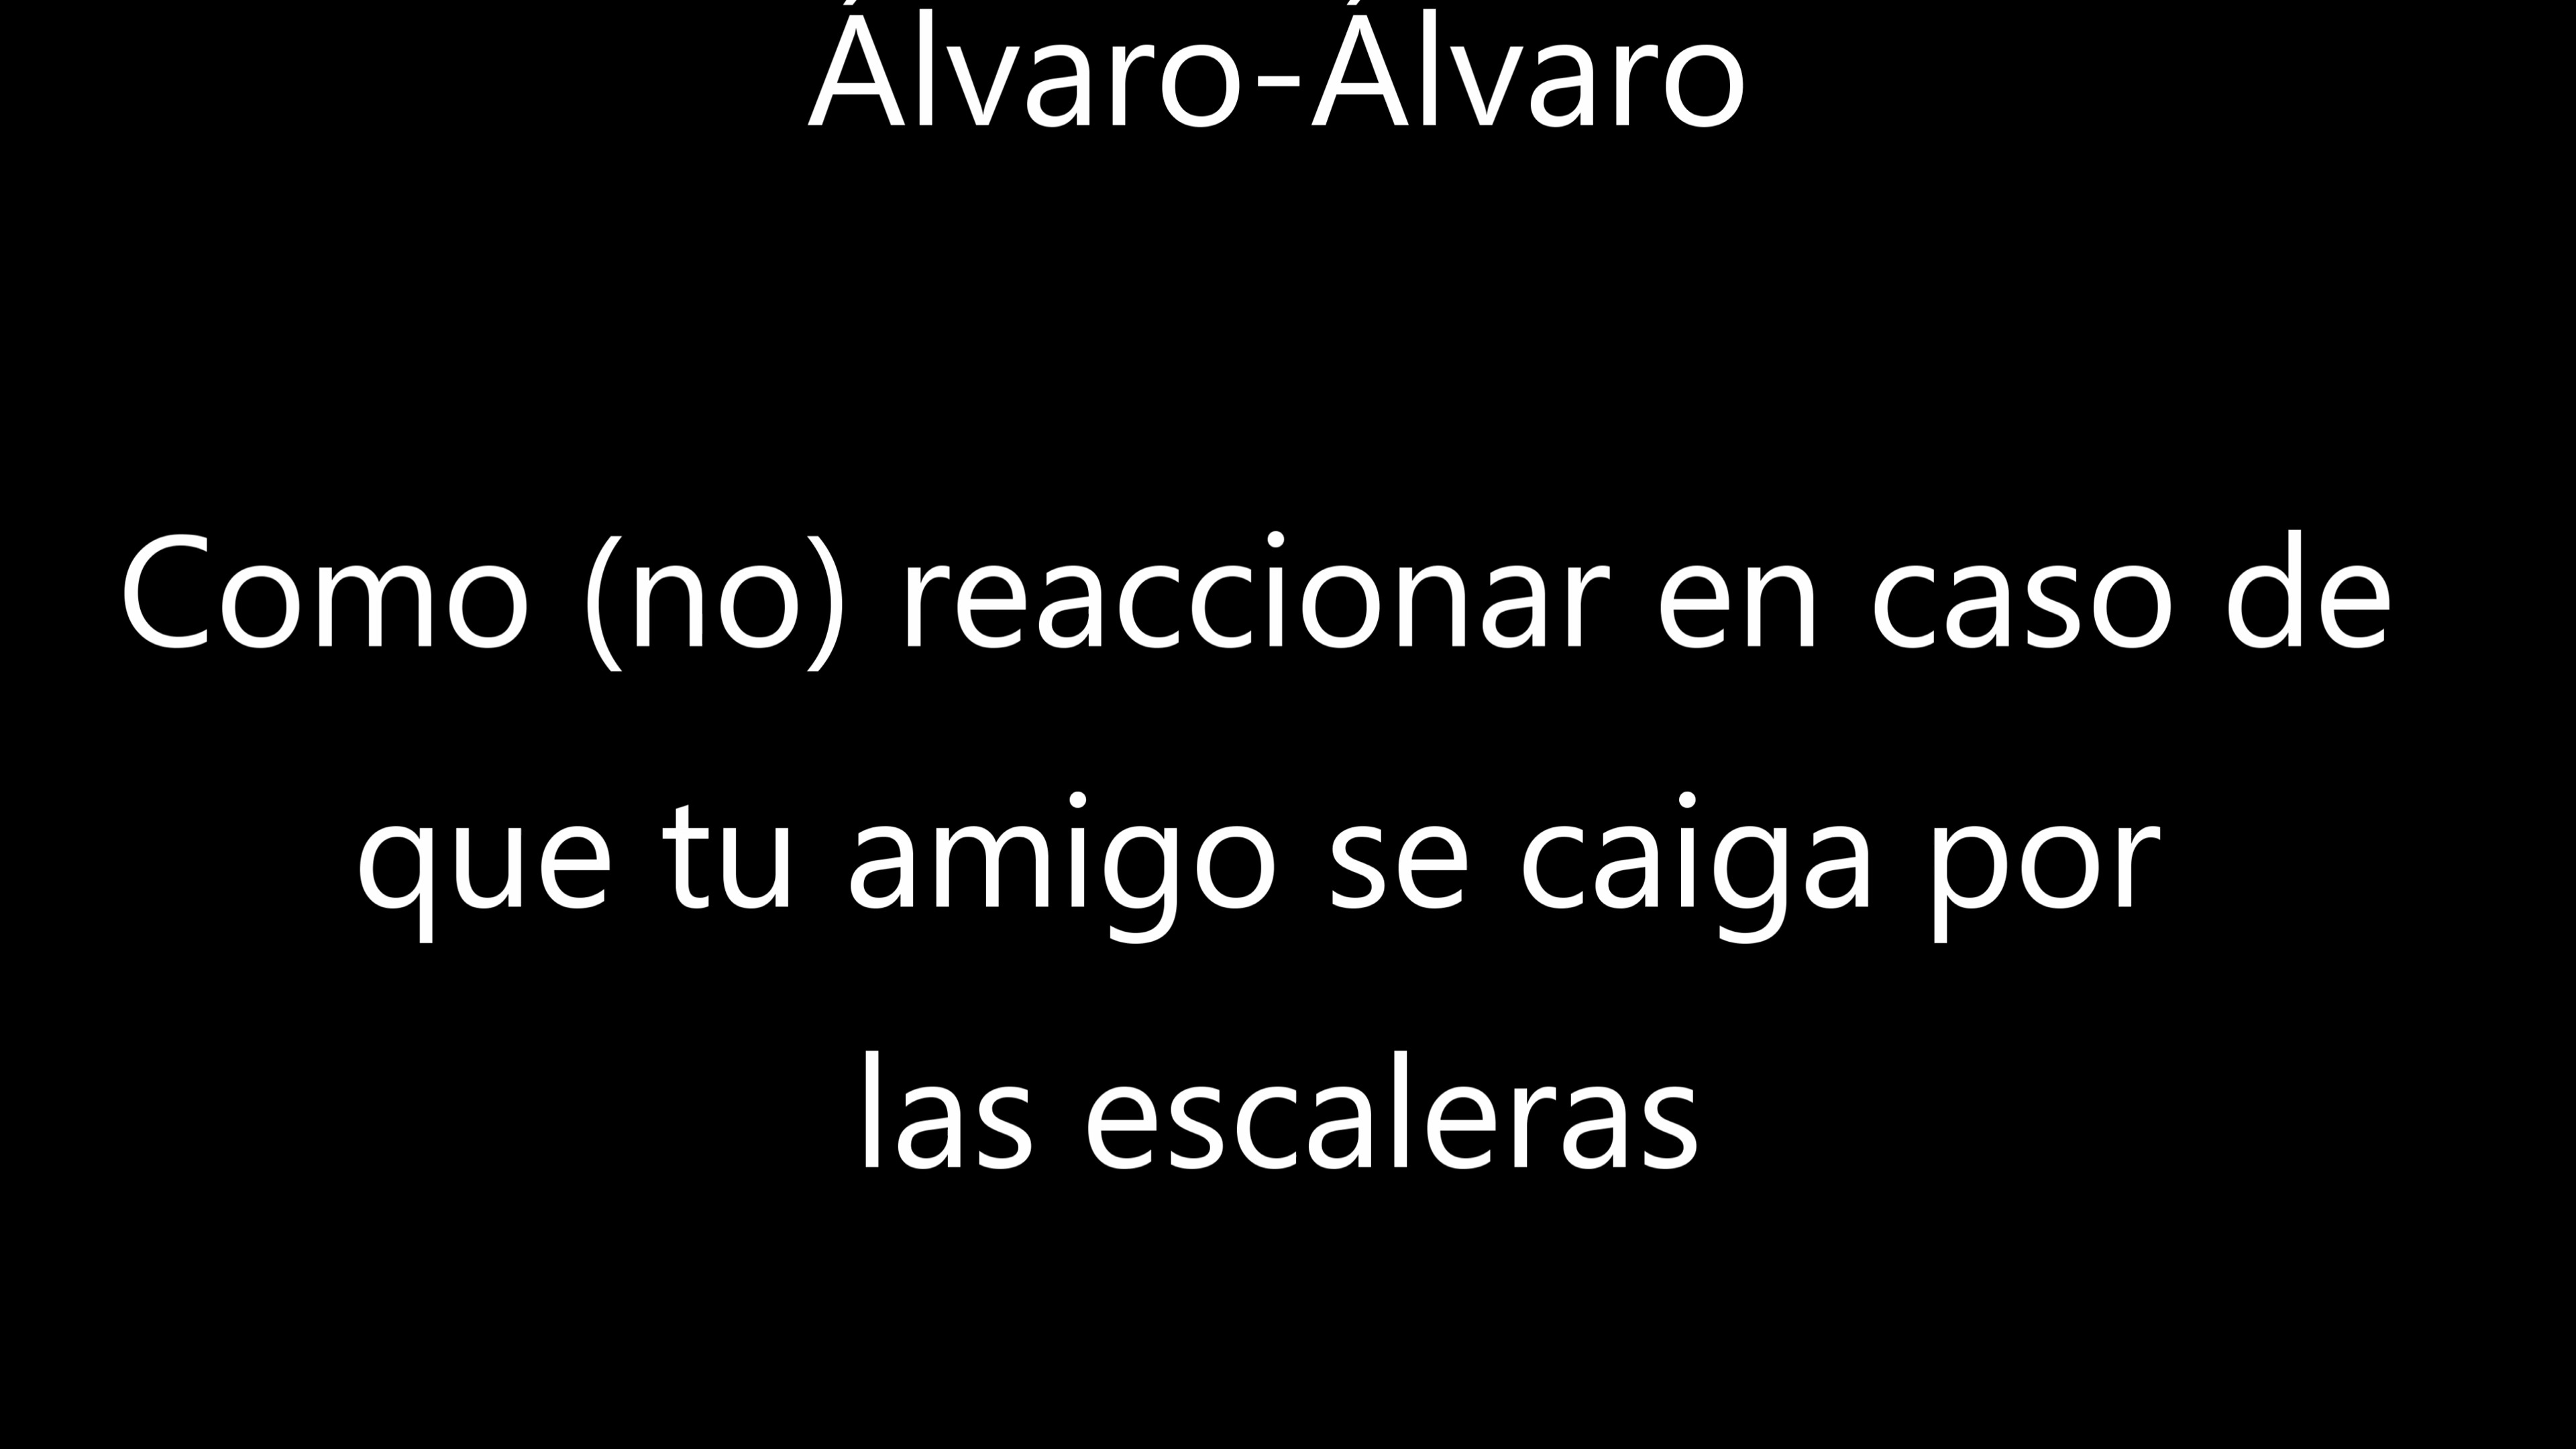 Álvaro-Álvaro
Como (no) reaccionar en caso de
que tu amigo se caiga por
las escaleras